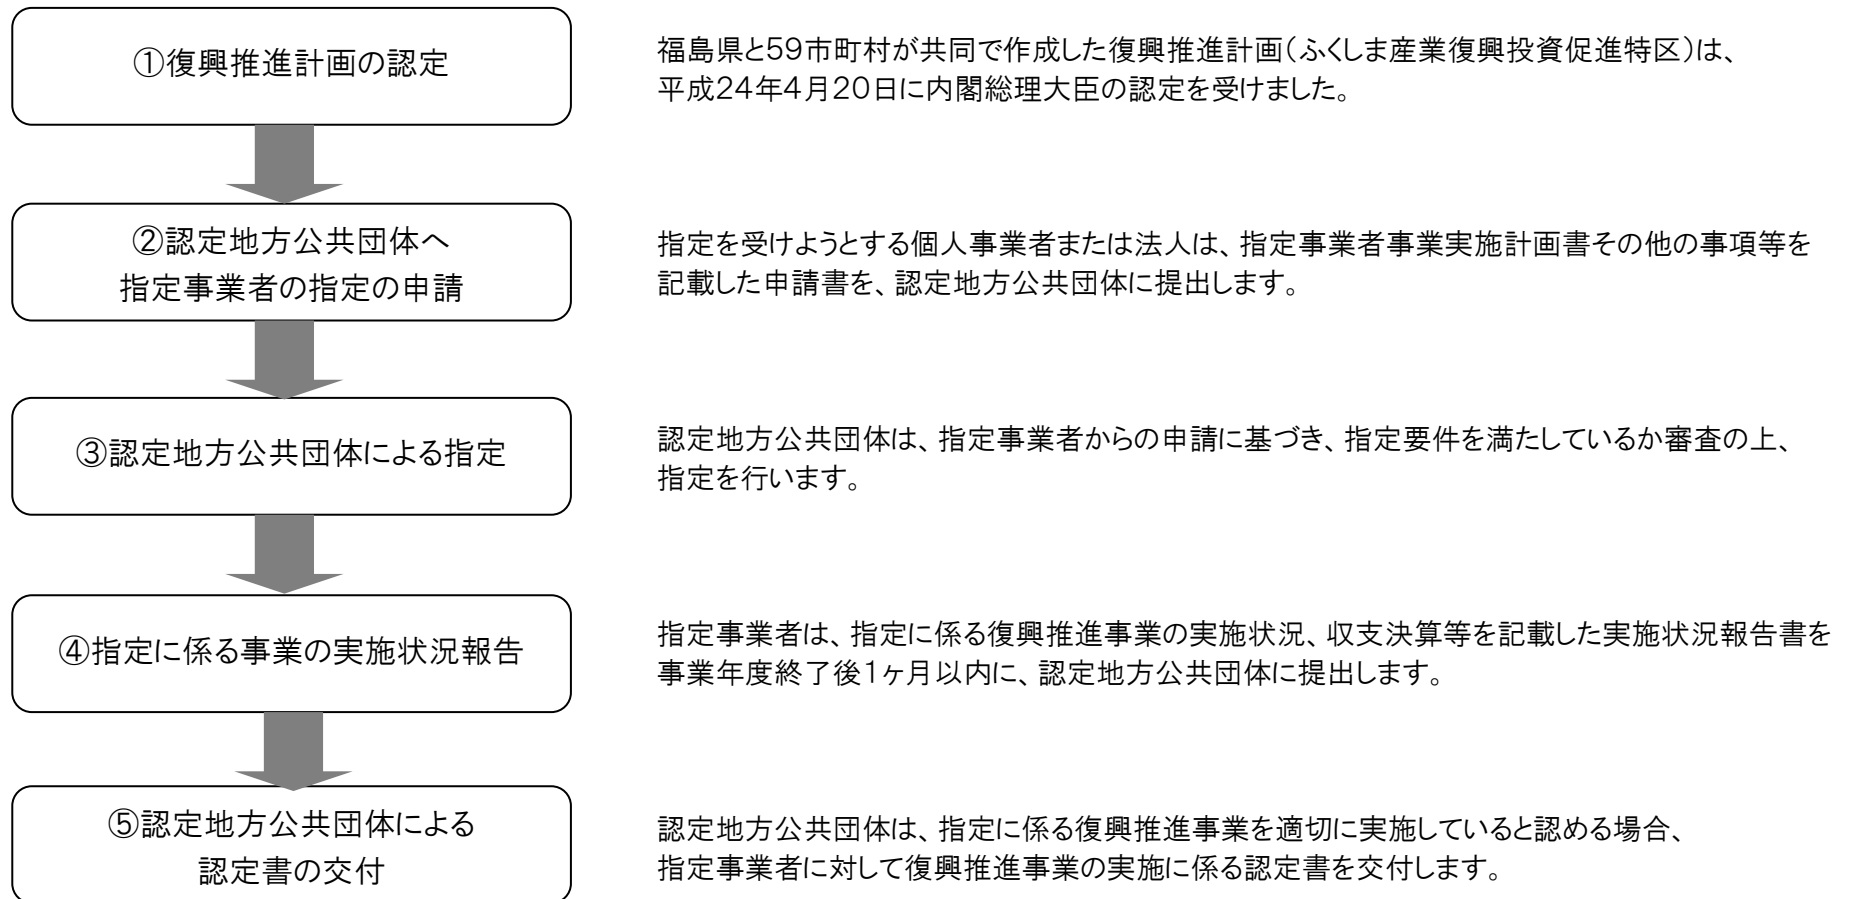 ①復興推進計画の認定
福島県と59市町村が共同で作成した復興推進計画(ふくしま産業復興投資促進特区)は、
平成24年4月20日に内閣総理大臣の認定を受けました。
②認定地方公共団体へ
指定事業者の指定の申請
指定を受けようとする個人事業者または法人は、指定事業者事業実施計画書その他の事項等を
記載した申請書を、認定地方公共団体に提出します。
③認定地方公共団体による指定
認定地方公共団体は、指定事業者からの申請に基づき、指定要件を満たしているか審査の上、
指定を行います。
④指定に係る事業の実施状況報告
指定事業者は、指定に係る復興推進事業の実施状況、収支決算等を記載した実施状況報告書を
事業年度終了後1ヶ月以内に、認定地方公共団体に提出します。
⑤認定地方公共団体による
認定書の交付
認定地方公共団体は、指定に係る復興推進事業を適切に実施していると認める場合、
指定事業者に対して復興推進事業の実施に係る認定書を交付します。